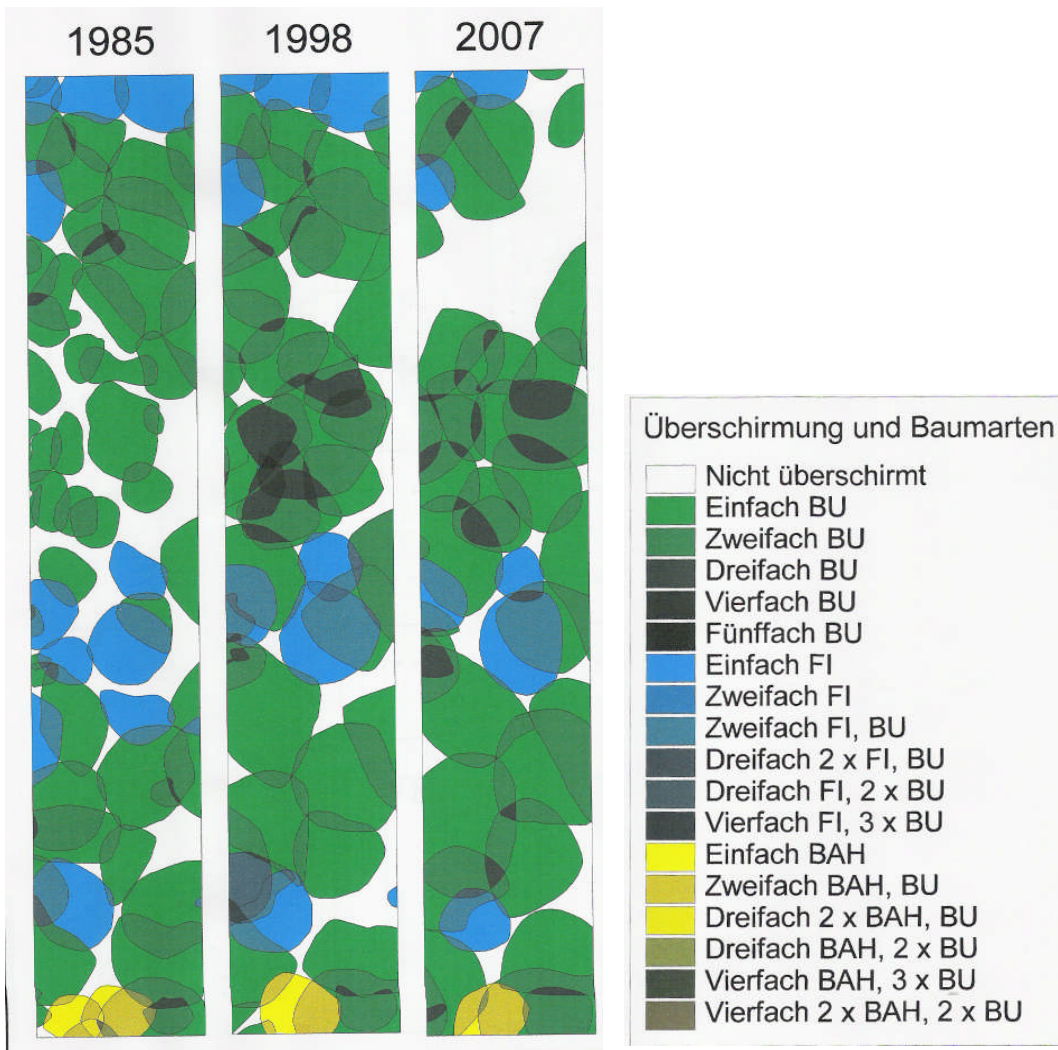 1985 1998 2007
Überschirmung und Baumarten
Nicht überschirmt
Einfach BU
Zweifach BU
Dreifach BU
Vierfach BU
Fünffach BU
Einfach FI
Zweifach FI
Zweifach FI, BU
Dreifach 2 x FI, BU
Dreifach FI, 2 x BU
Vierfach FI, 3 x BU
Einfach BAH
Zweifach BAH, BU
Dreifach 2 x BAH, BU
Dreifach BAH, 2 x BU
Vierfach BAH, 3 x BU
Vierfach 2 x BAH, 2 x BU